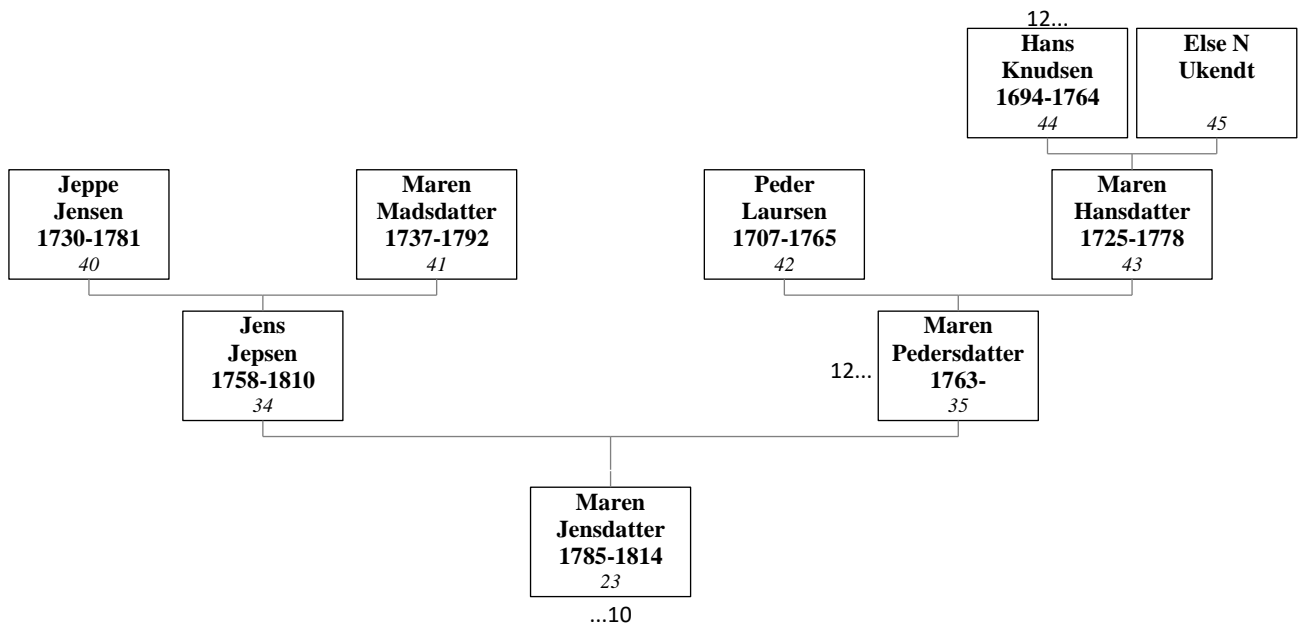 12...
Hans
Knudsen
1694-1764
44
Else N
Ukendt
45
Jeppe
Jensen
1730-1781
40
Maren
Madsdatter
1737-1792
41
Peder
Laursen
1707-1765
42
Maren
Hansdatter
1725-1778
43
Jens
Jepsen
1758-1810
34
12...
Maren
Pedersdatter
1763-
35
Maren
Jensdatter
1785-1814
23
...10